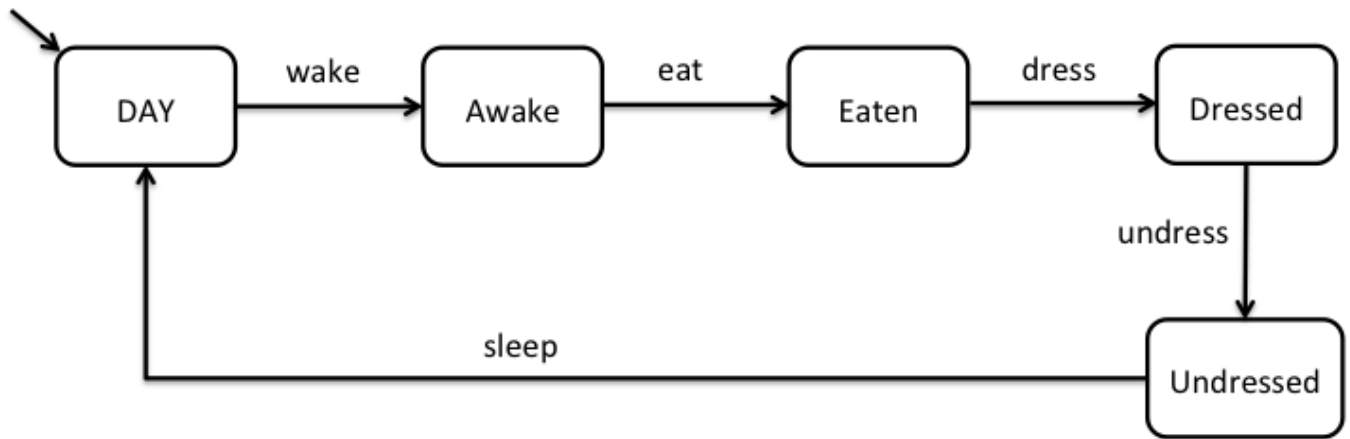 wake
eat
dress
DAY
Awake
Eaten
Dressed
undress
sleep
Undressed